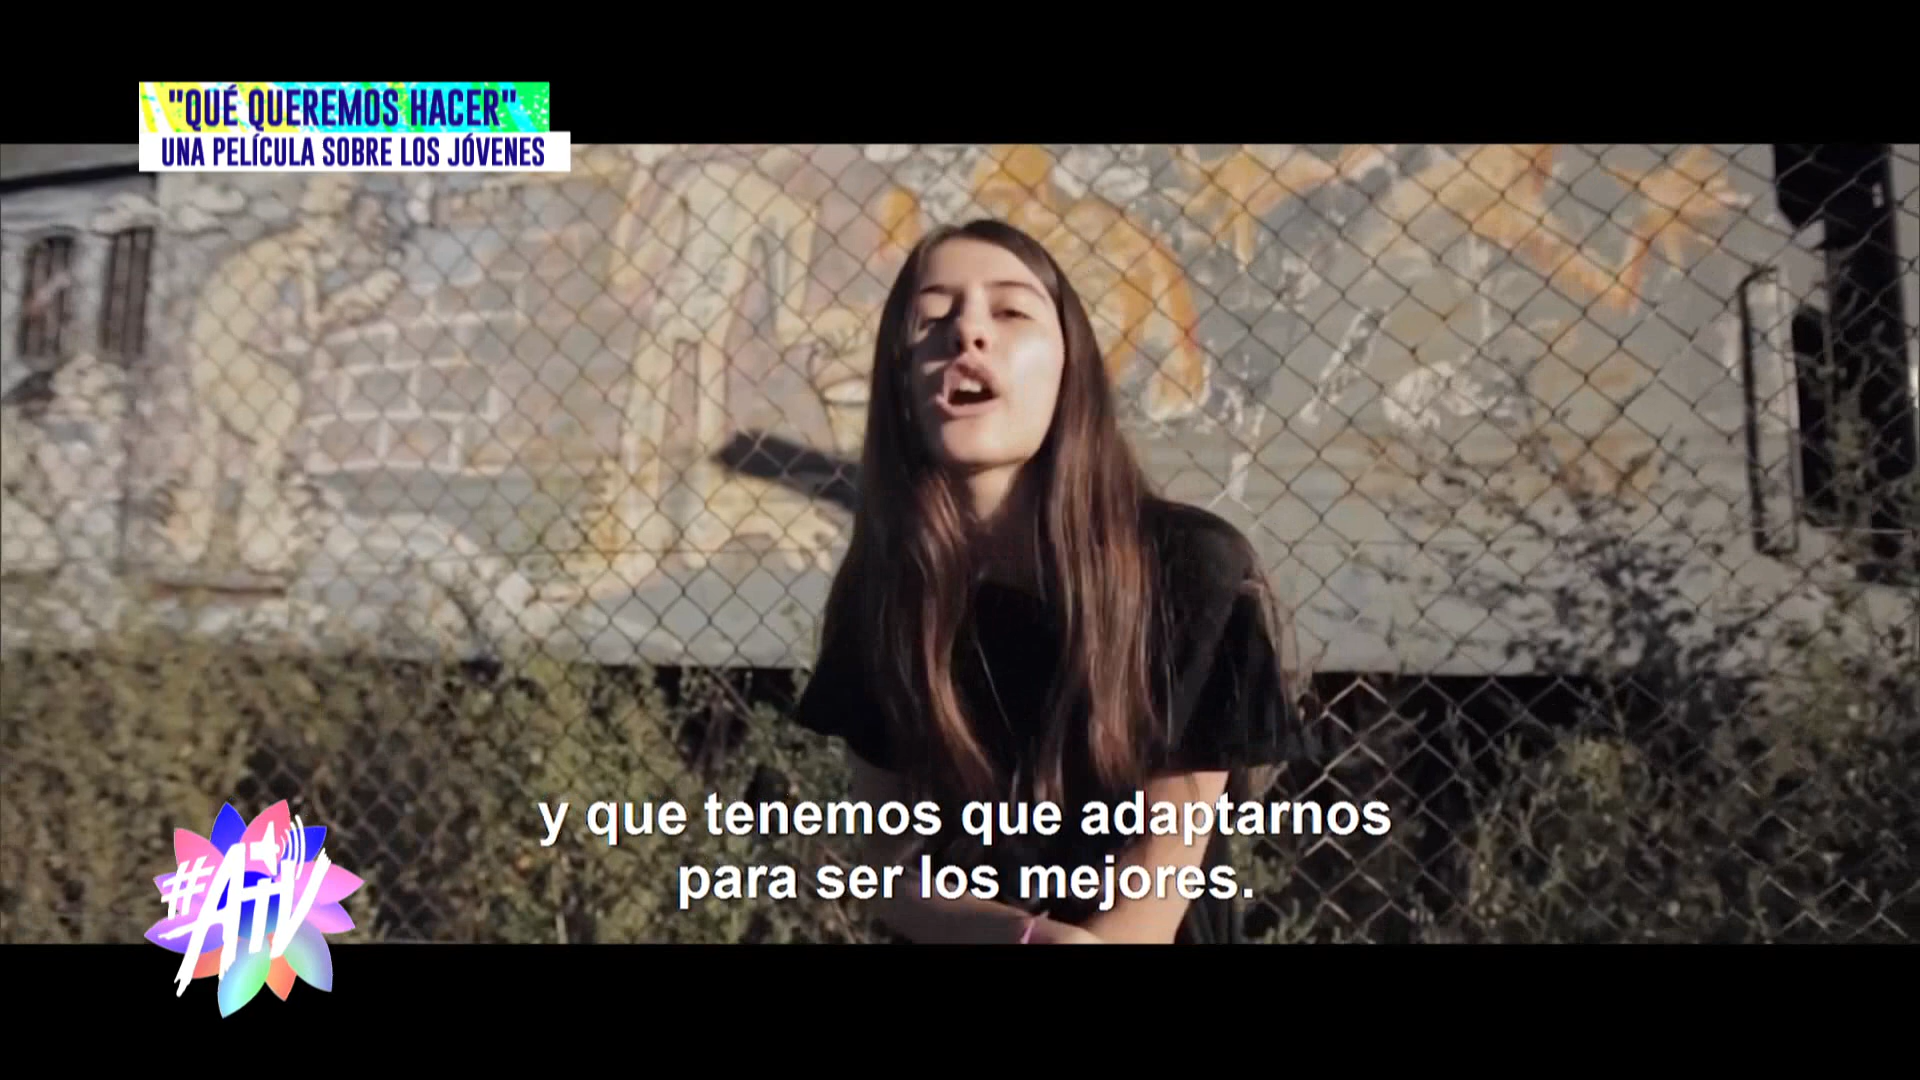 "QUÉ QUEREMOS HACER"
UNA PELÍCULA SOBRE LOS JÓVENES
y que tenemos que adaptarnos
para ser los mejores.
#AtV